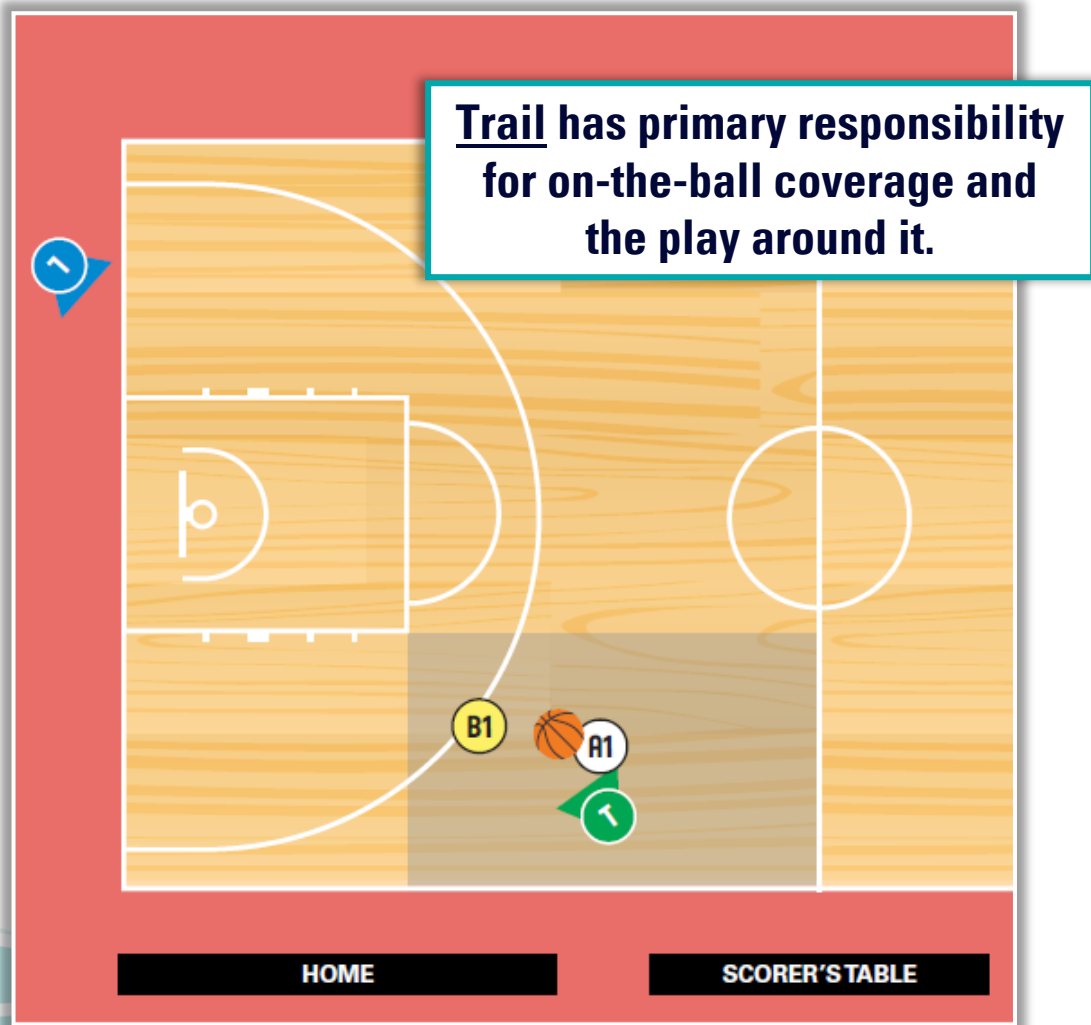 Trail has primary responsibility
for on-the-ball coverage and
the play around it.
L
B1
A1
T
HOME
SCORER'S TABLE